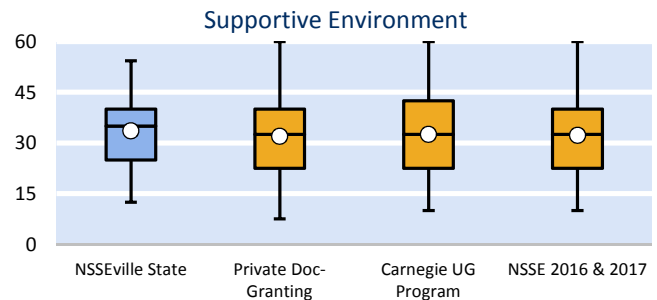 Supportive Environment
60
45
30
15
0
NSSEville State
Private Doc-
Granting
Carnegie UG
Program
NSSE 2016 & 2017